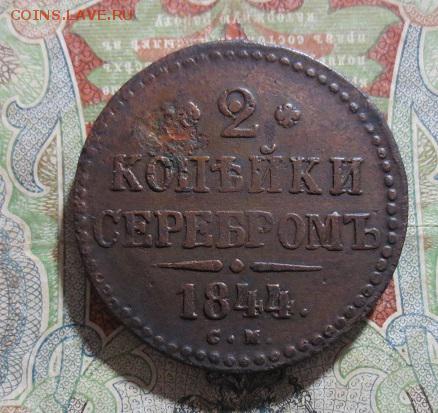 COINS.LAVE.RU
2
КОПѢЙКИ
СЕРЕБРОМЪ
1844.
С.М.